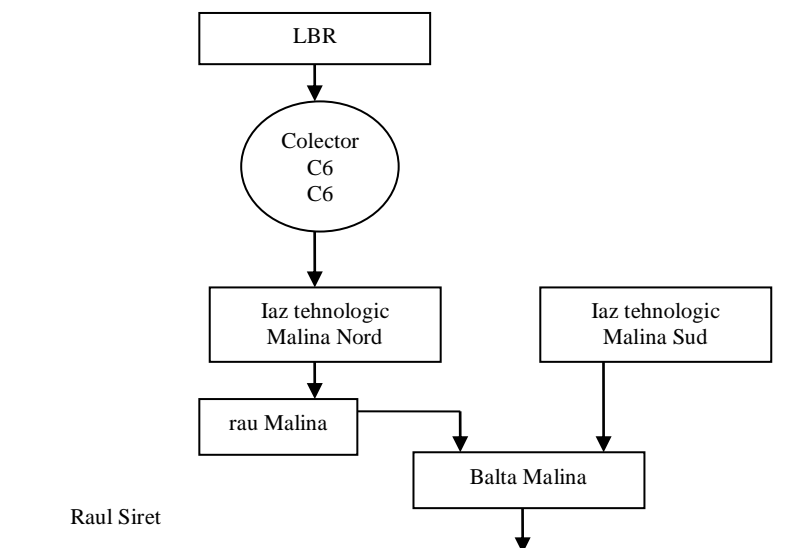 LBR
Colector
C6
C6
Iaz tehnologic
Malina Nord
Iaz tehnologic
Malina Sud
rau Malina
Balta Malina
Raul Siret